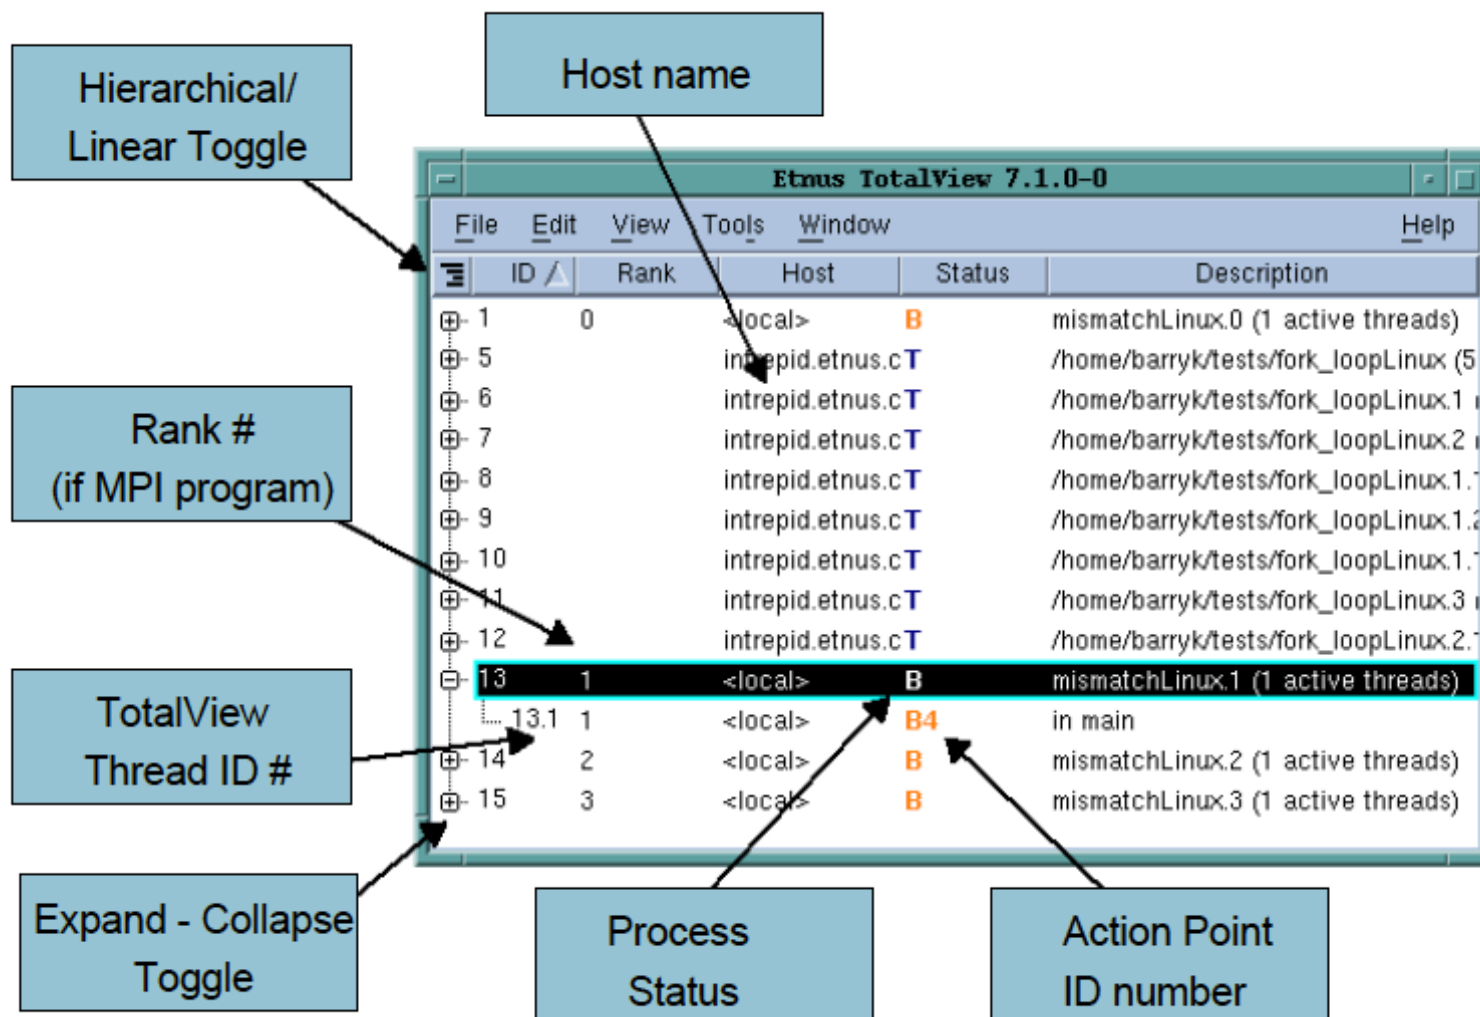 Hierarchical/
Linear Toggle
Host name
Etnus TotalView 7.1.0-0
File Edit View Tools Window Help
ID Rank Host Status Description
1 0 <local> B mismatchLinux.0 (1 active threads)
5 intrepid.etnus.c T /home/barryk/tests/fork_loopLinux (5
6 intrepid.etnus.c T /home/barryk/tests/fork_loopLinux.1
7 intrepid.etnus.c T /home/barryk/tests/fork_loopLinux.2
8 intrepid.etnus.c T /home/barryk/tests/fork_loopLinux.1.
9 intrepid.etnus.c T /home/barryk/tests/fork_loopLinux.1.
10 intrepid.etnus.c T /home/barryk/tests/fork_loopLinux.1.
11 intrepid.etnus.c T /home/barryk/tests/fork_loopLinux.3
12 intrepid.etnus.c T /home/barryk/tests/fork_loopLinux.2.
13 1 <local> B mismatchLinux.1 (1 active threads)
13.1 1 <local> B4 in main
14 2 <local> B mismatchLinux.2 (1 active threads)
15 3 <local> B mismatchLinux.3 (1 active threads)
Rank #
(if MPI program)
TotalView
Thread ID #
Expand - Collapse
Toggle
Process
Status
Action Point
ID number